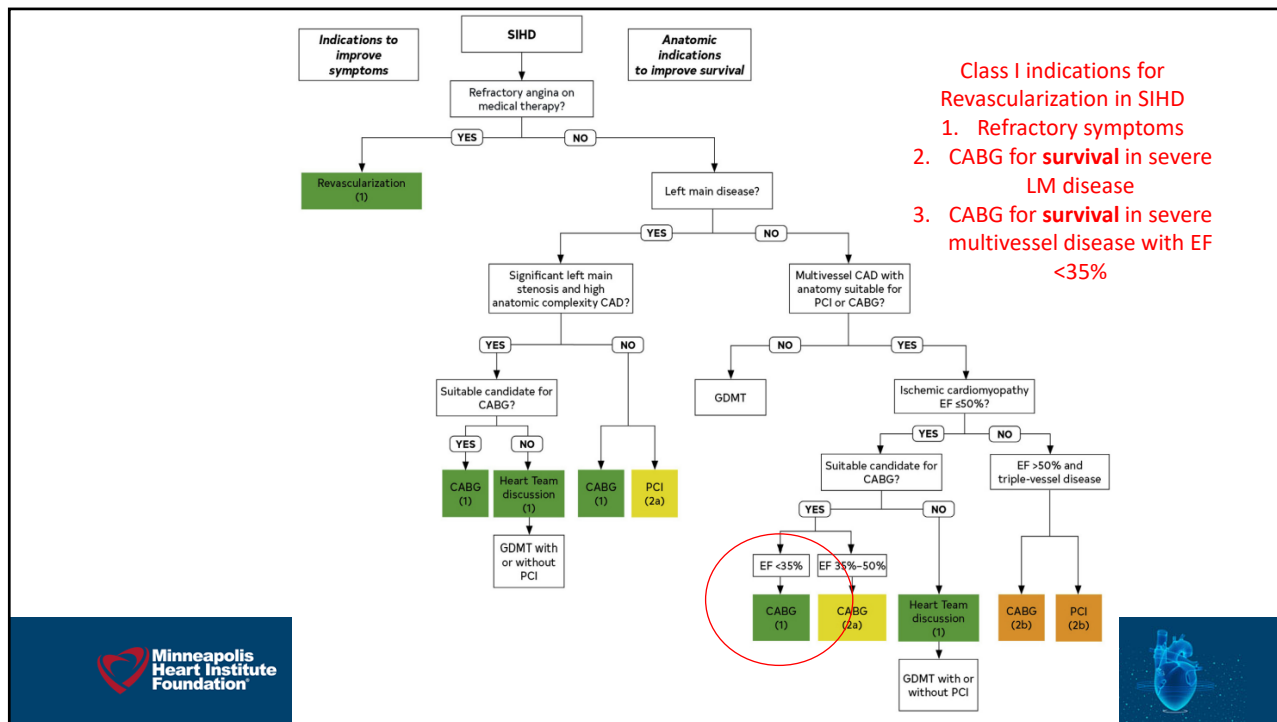 Indications to
improve
symptoms
SIHD
Anatomic
indications
to improve survival
Class I indications for
Revascularization in SIHD
1. Refractory symptoms
2. CABG for survival in severe
LM disease
3. CABG for survival in severe
multivessel disease with EF
<35%
Refractory angina on
medical therapy?
YES
NO
Revascularization
(1)
Left main disease?
YES
NO
Significant left main
stenosis and high
anatomic complexity CAD?
Multivessel CAD with
anatomy suitable for
PCI or CABG?
YES
NO
NO
YES
Suitable candidate for
CABG?
GDMT
Ischemic cardiomyopathy
EF ≤50%?
YES
NO
YES
NO
CABG
(1)
Heart Team
discussion
(1)
CABG
(1)
PCI
(2a)
Suitable candidate for
CABG?
EF >50% and
triple-vessel disease
YES
NO
GDMT with
or without
PCI
EF <35%
EF 35%–50%
CABG
(1)
CABG
(2a)
Heart Team
discussion
(1)
CABG
(2b)
PCI
(2b)
GDMT with or
without PCI
Minneapolis
Heart Institute
Foundation®